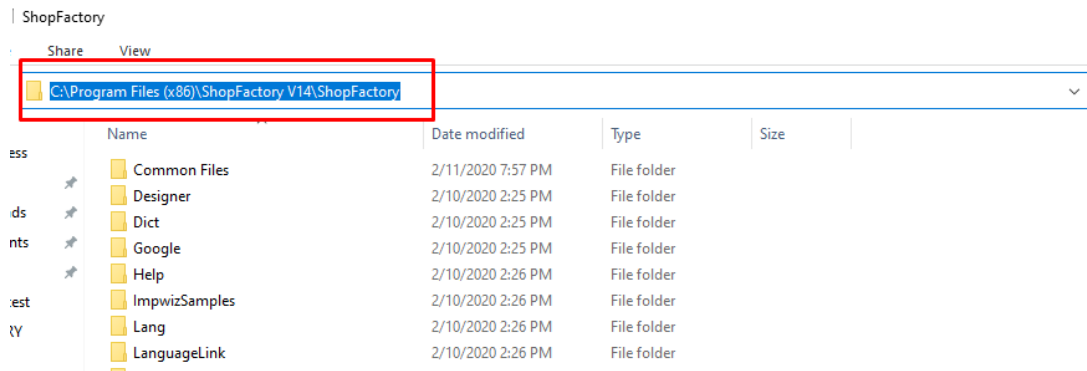 ShopFactory
Share View
C:\Program Files (x86)\ShopFactory V14\ShopFactory
Name Date modified Type Size
ess
Common Files 2/11/2020 7:57 PM File folder
Designer 2/10/2020 2:25 PM File folder
ds Dict 2/10/2020 2:25 PM File folder
nts Google 2/10/2020 2:25 PM File folder
Help 2/10/2020 2:26 PM File folder
test ImpwizSamples 2/10/2020 2:26 PM File folder
RY Lang 2/10/2020 2:26 PM File folder
LanguageLink 2/10/2020 2:26 PM File folder